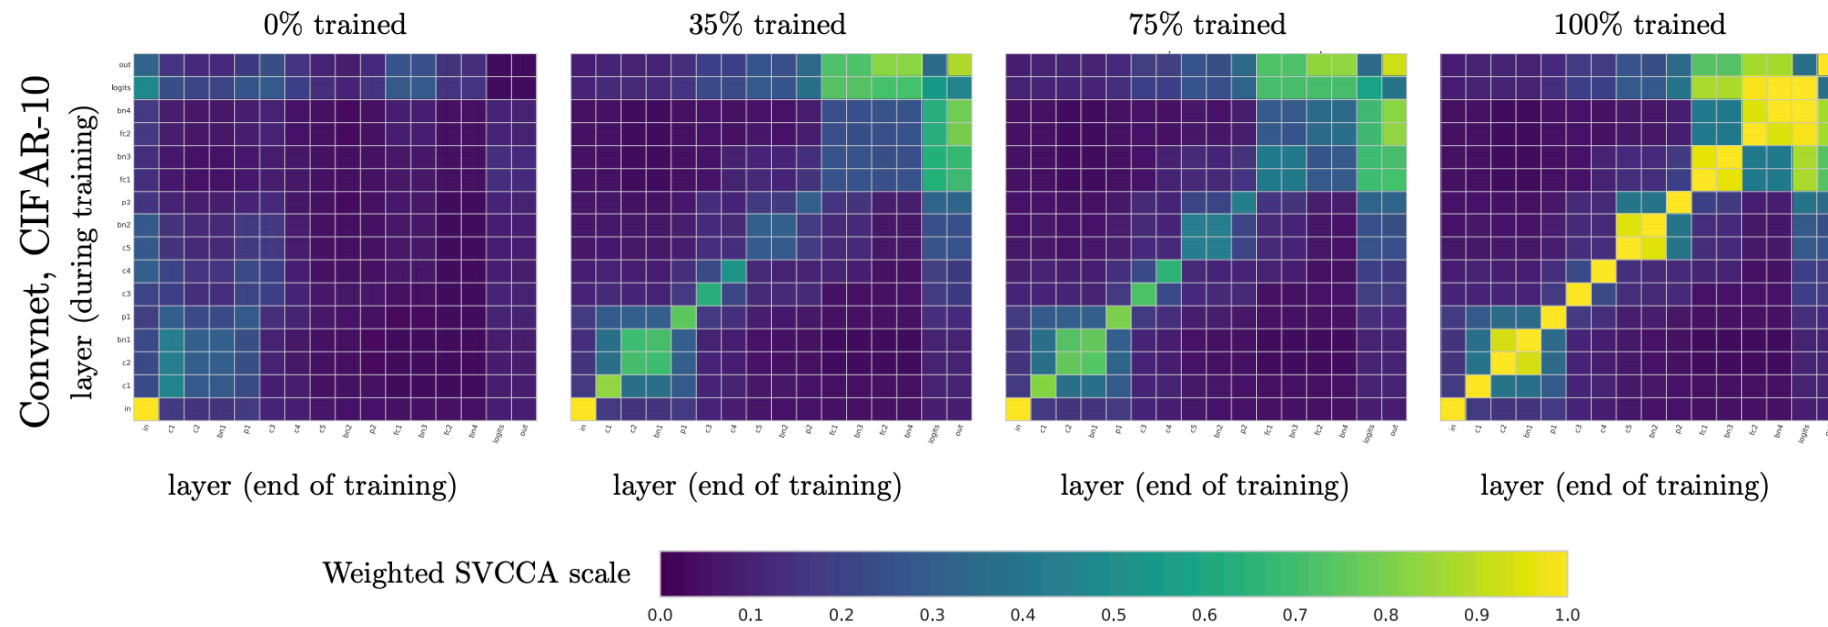 0% trained
35% trained
75% trained
100% trained
Convnet, CIFAR-10
layer (during training)
out
logits
bn4
fc2
bn3
fc1
p2
bn2
c5
c4
c3
p1
bn1
c2
c1
in
in c1 c2 bn1 p1 c3 c4 c5 bn2 p2 fc1 bn3 fc2 bn4 logits out
in c1 c2 bn1 p1 c3 c4 c5 bn2 p2 fc1 bn3 fc2 bn4 logits out
in c1 c2 bn1 p1 c3 c4 c5 bn2 p2 fc1 bn3 fc2 bn4 logits out
in c1 c2 bn1 p1 c3 c4 c5 bn2 p2 fc1 bn3 fc2 bn4 logits
layer (end of training)
layer (end of training)
layer (end of training)
layer (end of training)
Weighted SVCCA scale
0.0 0.1 0.2 0.3 0.4 0.5 0.6 0.7 0.8 0.9 1.0